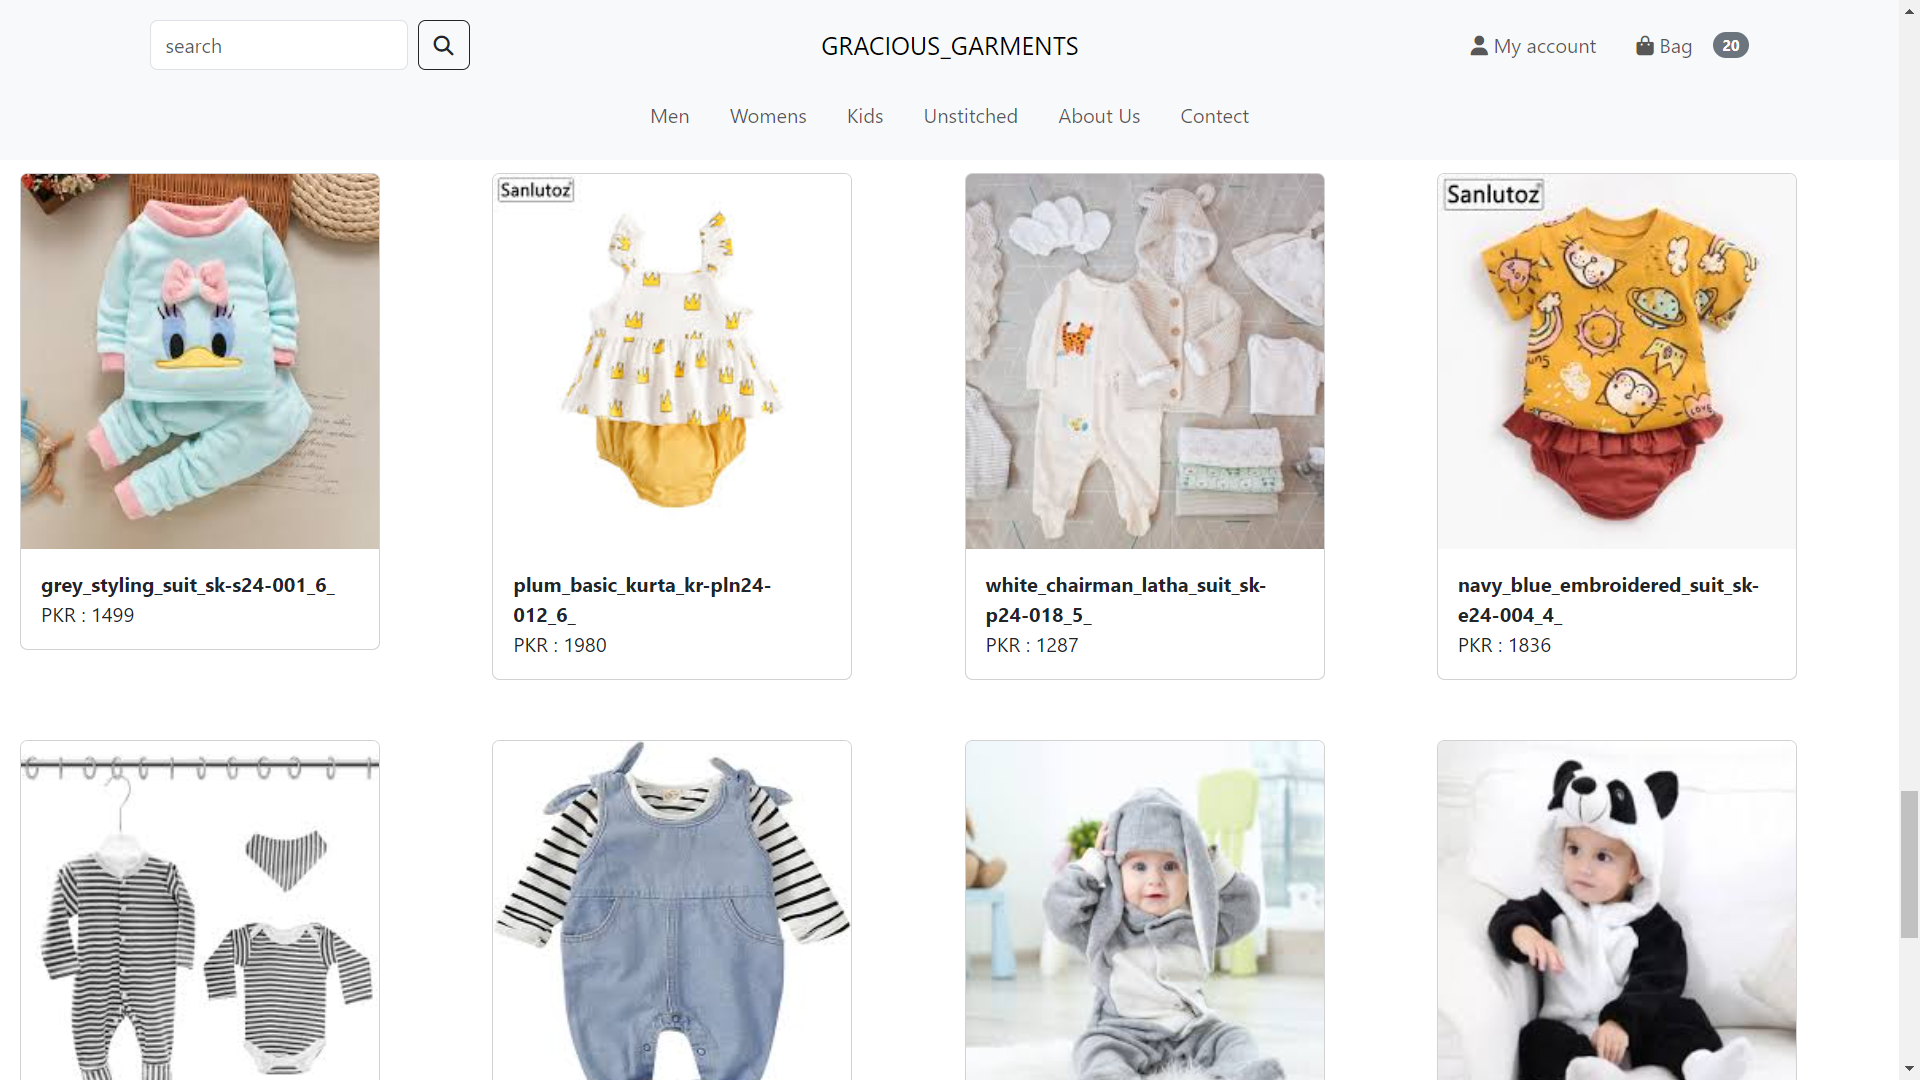 search
GRACIOUS_GARMENTS
My account
Bag 20
Men Womens Kids Unstitched About Us Contect
Sanlutoz
Sanlutoz
LOVE
grey_styling_suit_sk-s24-001_6_
PKR : 1499
plum_basic_kurta_kr-pln24-
012_6_
PKR : 1980
white_chairman_latha_suit_sk-
p24-018_5_
PKR : 1287
navy_blue_embroidered_suit_sk-
e24-004_4_
PKR : 1836